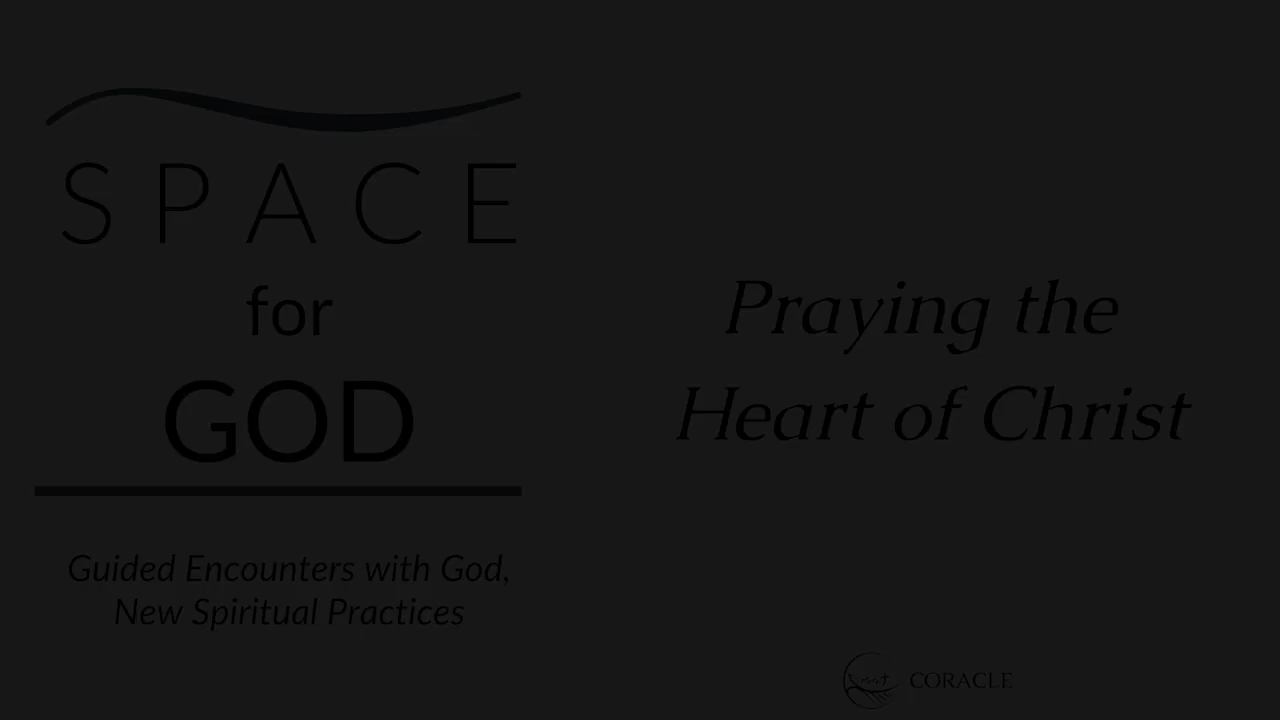 SPACE
for
GOD
Guided Encounters with God,
New Spiritual Practices
Praying the
Heart of Christ
CORACLE